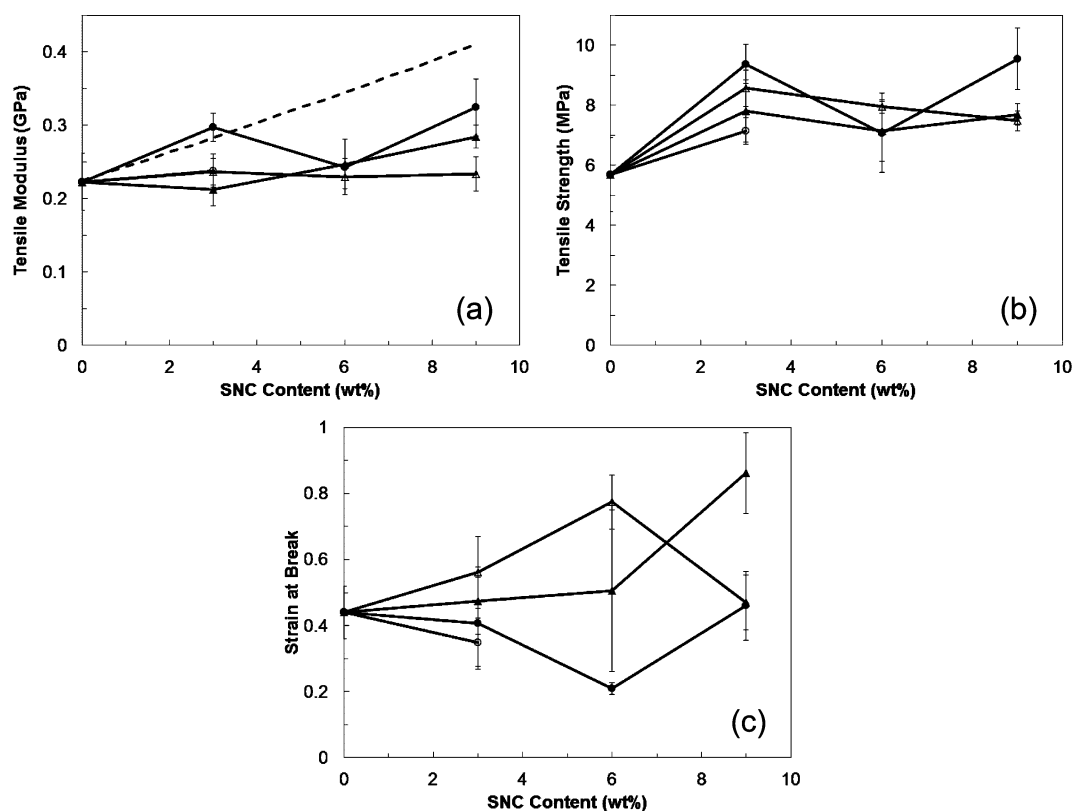 Tensile Modulus (GPa)
0.4
0.3
0.2
0.1
0
0 2 4 6 8 10
SNC Content (wt%)
(a)
Tensile Strength (MPa)
10
8
6
4
2
0
0 2 4 6 8 10
SNC Content (wt%)
(b)
Strain at Break
1
0.8
0.6
0.4
0.2
0
0 2 4 6 8 10
SNC Content (wt%)
(c)